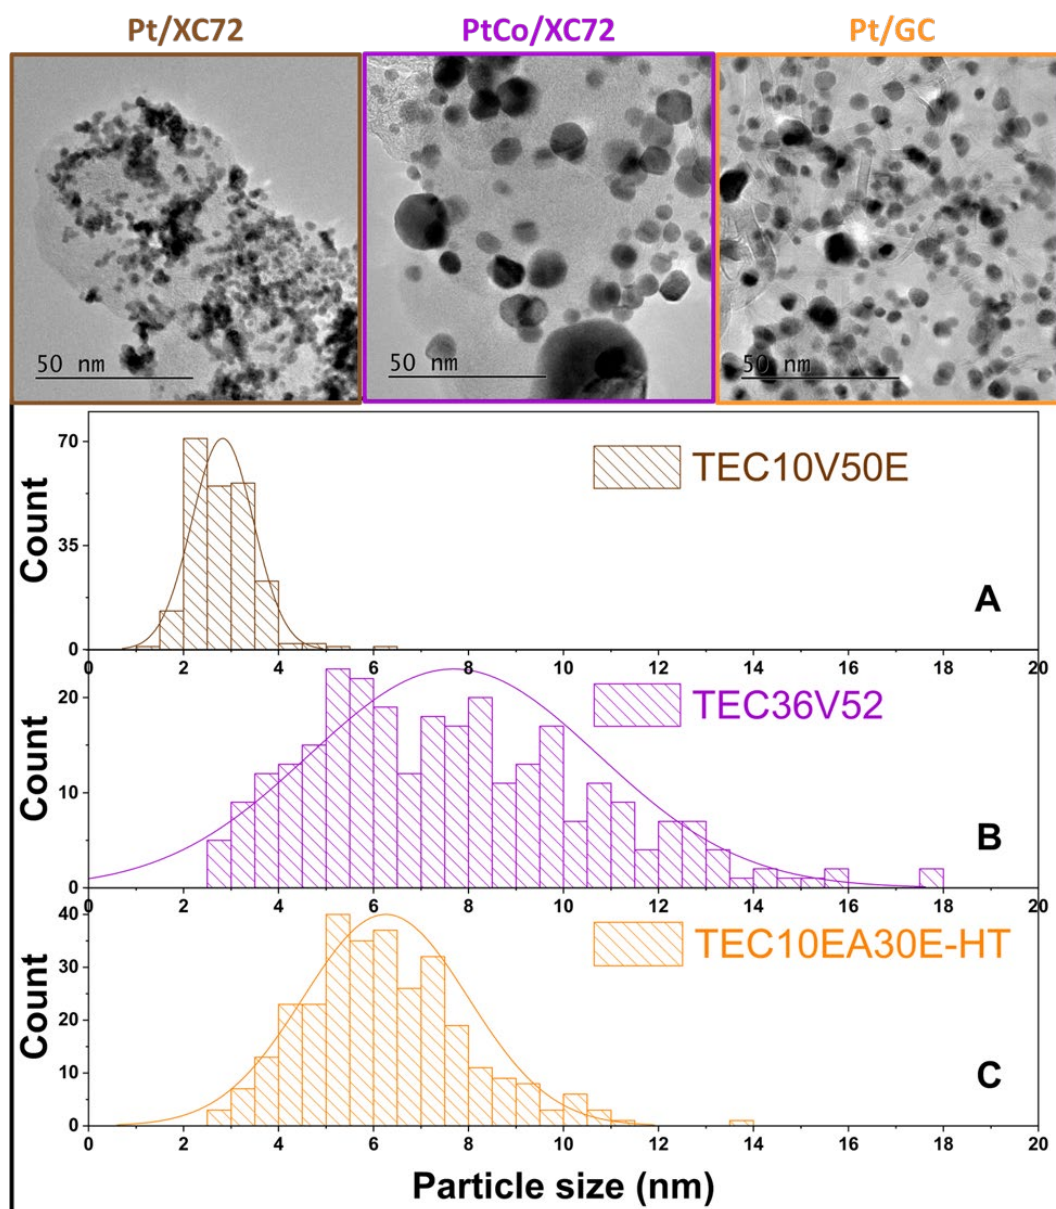 Pt/XC72 PtCo/XC72 Pt/GC
50 nm 50 nm 50 nm
70
35
0
Count
TEC10V50E
A
0 2 4 6 8 10 12 14 16 18 20
20
10
0
Count
TEC36V52
B
0 2 4 6 8 10 12 14 16 18 20
40
30
20
10
0
Count
TEC10EA30E-HT
C
0 2 4 6 8 10 12 14 16 18 20
Particle size (nm)